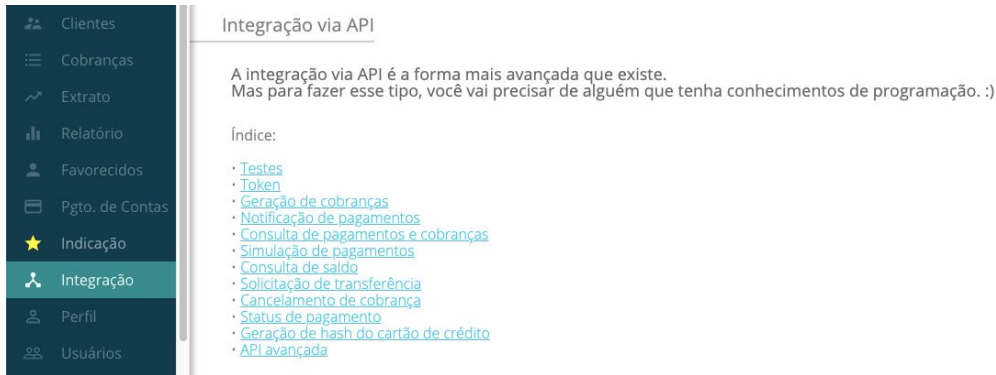 Clientes
Cobranças
Extrato
Relatório
Favorecidos
Pgto. de Contas
Indicação
Integração
Perfil
Usuários
Integração via API
A integração via API é a forma mais avançada que existe.
Mas para fazer esse tipo, você vai precisar de alguém que tenha conhecimentos de programação. :)
Índice:
· Testes
· Token
· Geração de cobranças
· Notificação de pagamentos
· Consulta de pagamentos e cobranças
· Simulação de pagamentos
· Consulta de saldo
· Solicitação de transferência
· Cancelamento de cobrança
· Status de pagamento
· Geração de hash do cartão de crédito
· API avançada